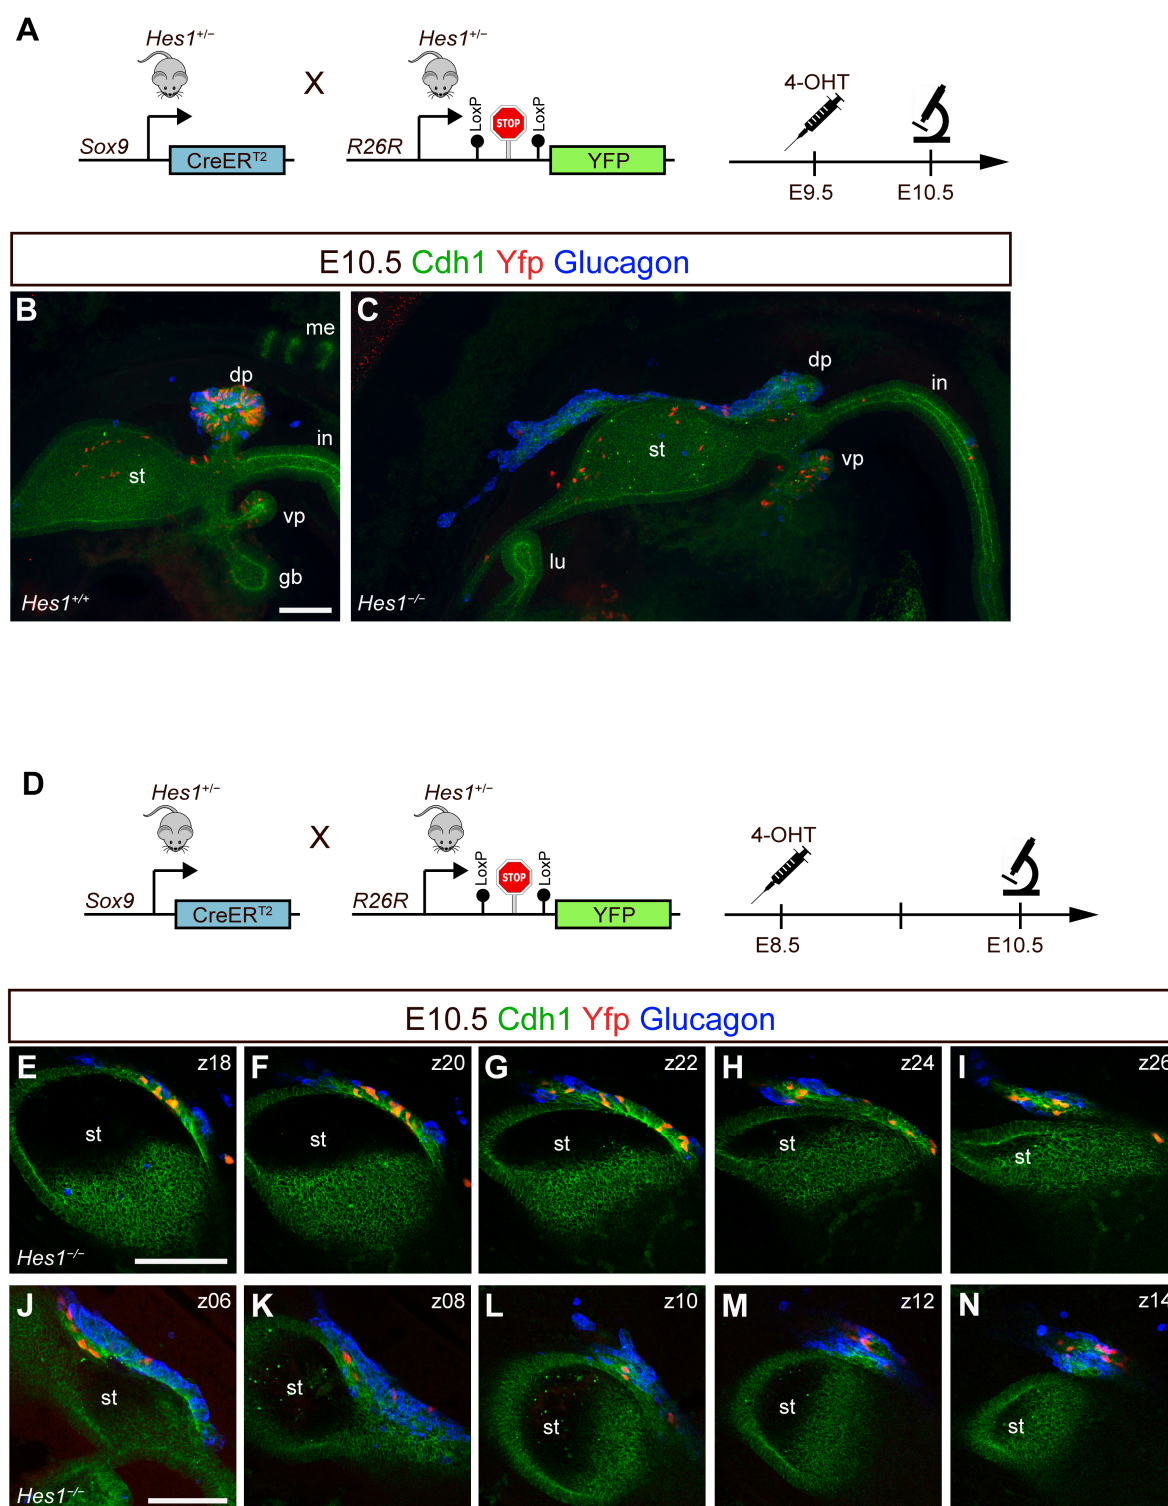 A
Hes1+/–
Hes1+/–
X
4-OHT
LoxP
STOP
LoxP
Sox9
CreERT2
R26R
YFP
E9.5
E10.5
E10.5 Cdh1 Yfp Glucagon
B
me
dp
in
st
vp
gb
Hes1+/+
C
dp
in
st
vp
lu
Hes1–/–
D
Hes1+/–
Hes1+/–
X
4-OHT
LoxP
STOP
LoxP
Sox9
CreERT2
R26R
YFP
E8.5
E10.5
E10.5 Cdh1 Yfp Glucagon
E
z18
st
Hes1–/–
F
z20
st
G
z22
st
H
z24
st
I
z26
st
J
z06
st
Hes1–/–
K
z08
st
L
z10
st
M
z12
st
N
z14
st